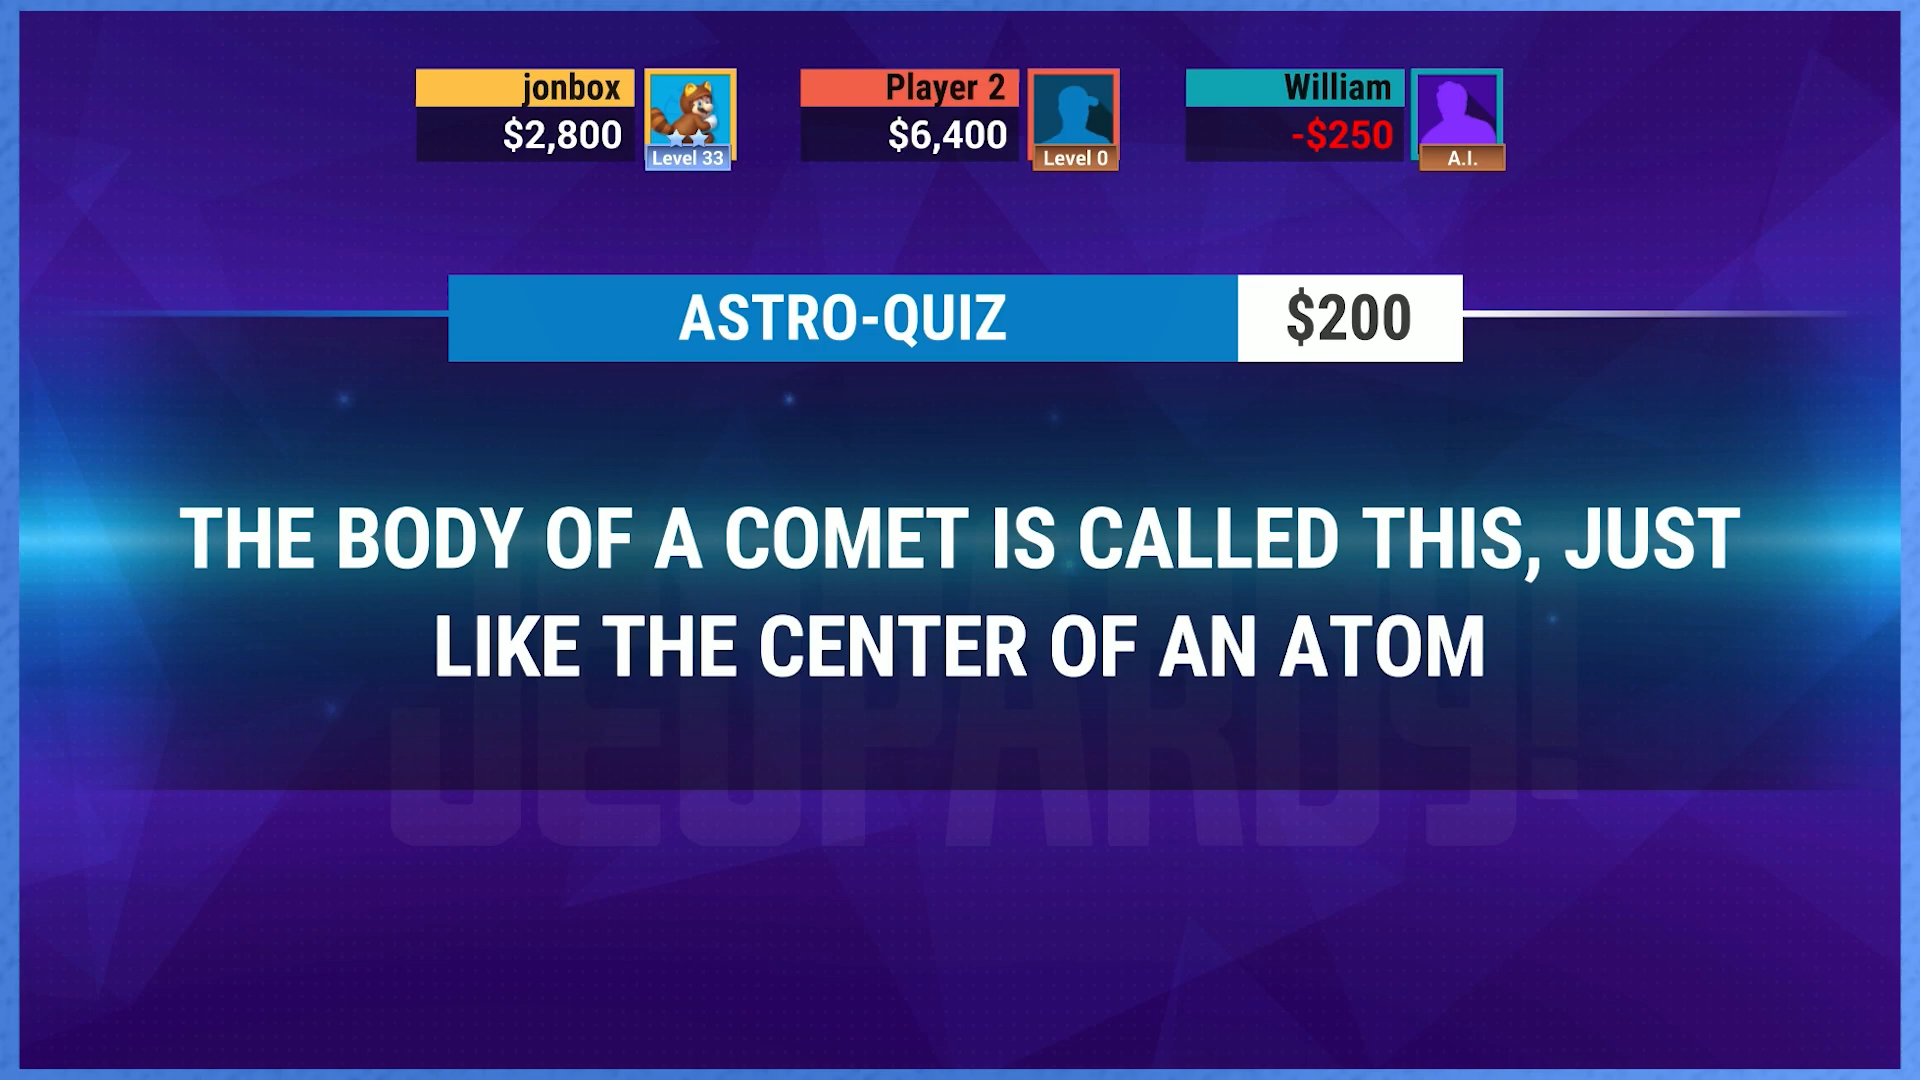 jonbox
$2,800
Level 33
Player 2
$6,400
Level 0
William
-$250
A.I.
ASTRO-QUIZ
$200
THE BODY OF A COMET IS CALLED THIS, JUST
LIKE THE CENTER OF AN ATOM
JEOPARDY!